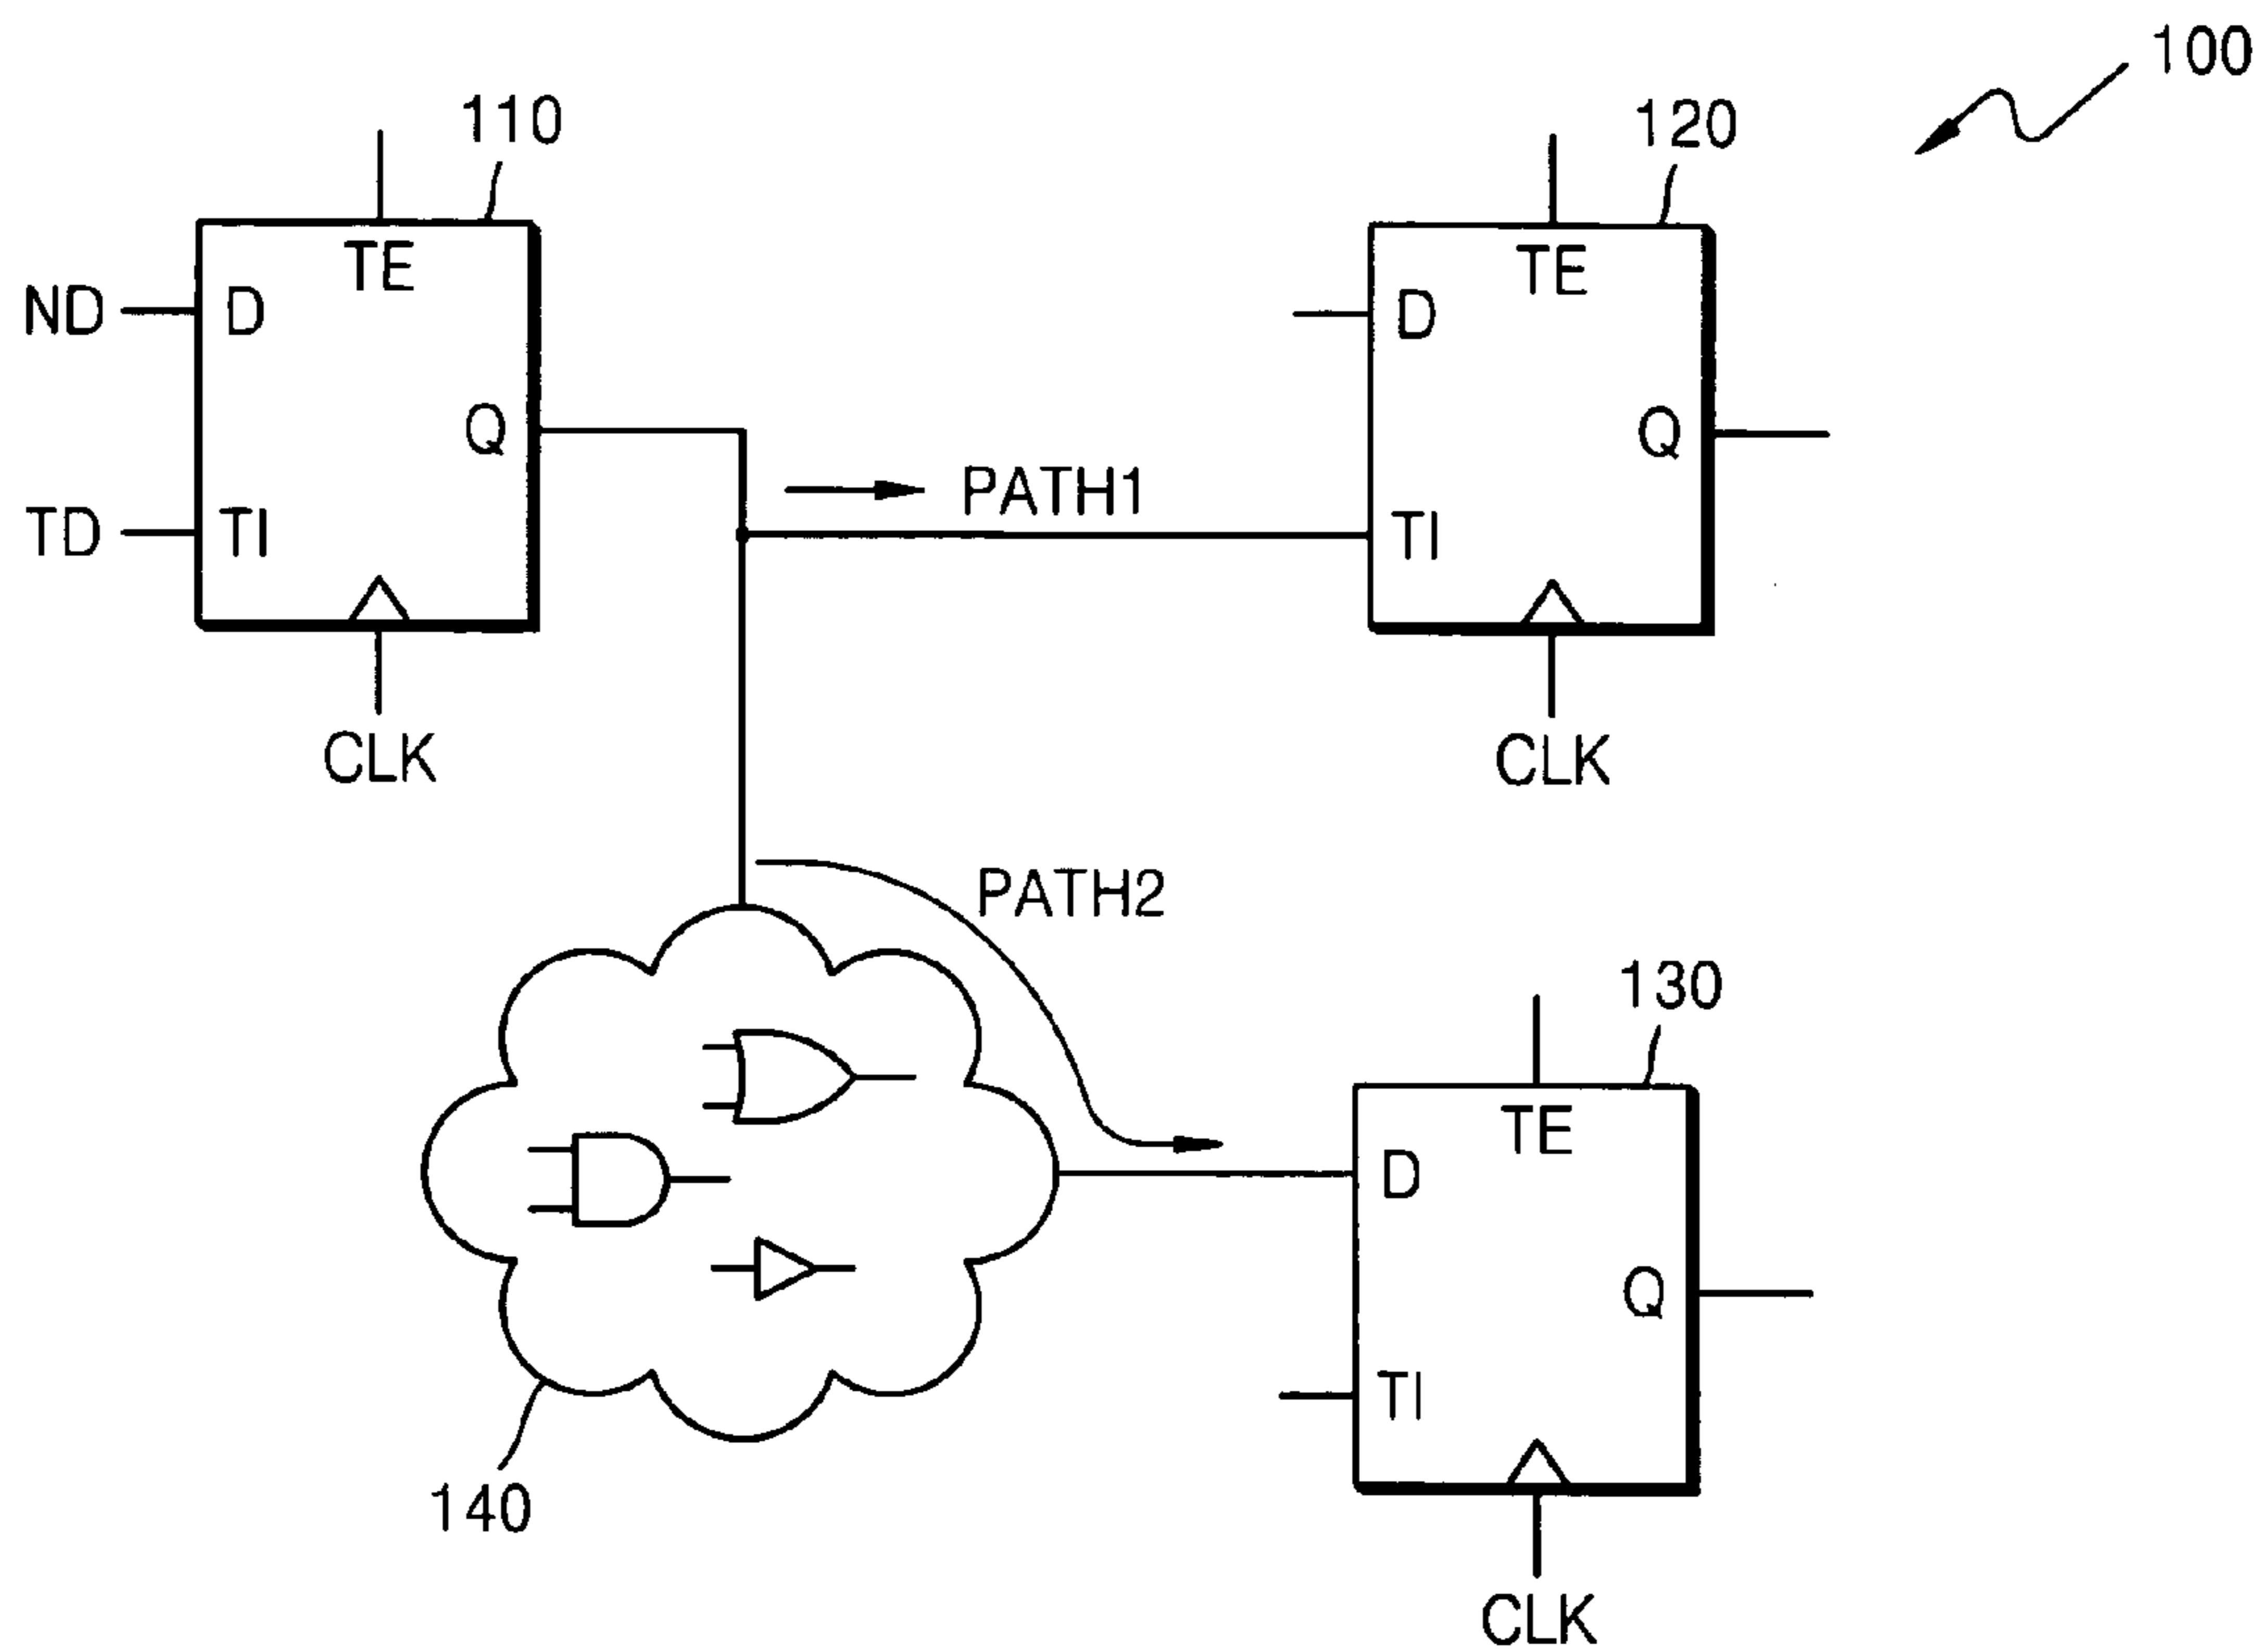 100
110
120
TE
TE
ND
D
D
Q
Q
PATH1
TD
TI
TI
CLK
CLK
PATH2
130
TE
D
Q
TI
140
CLK